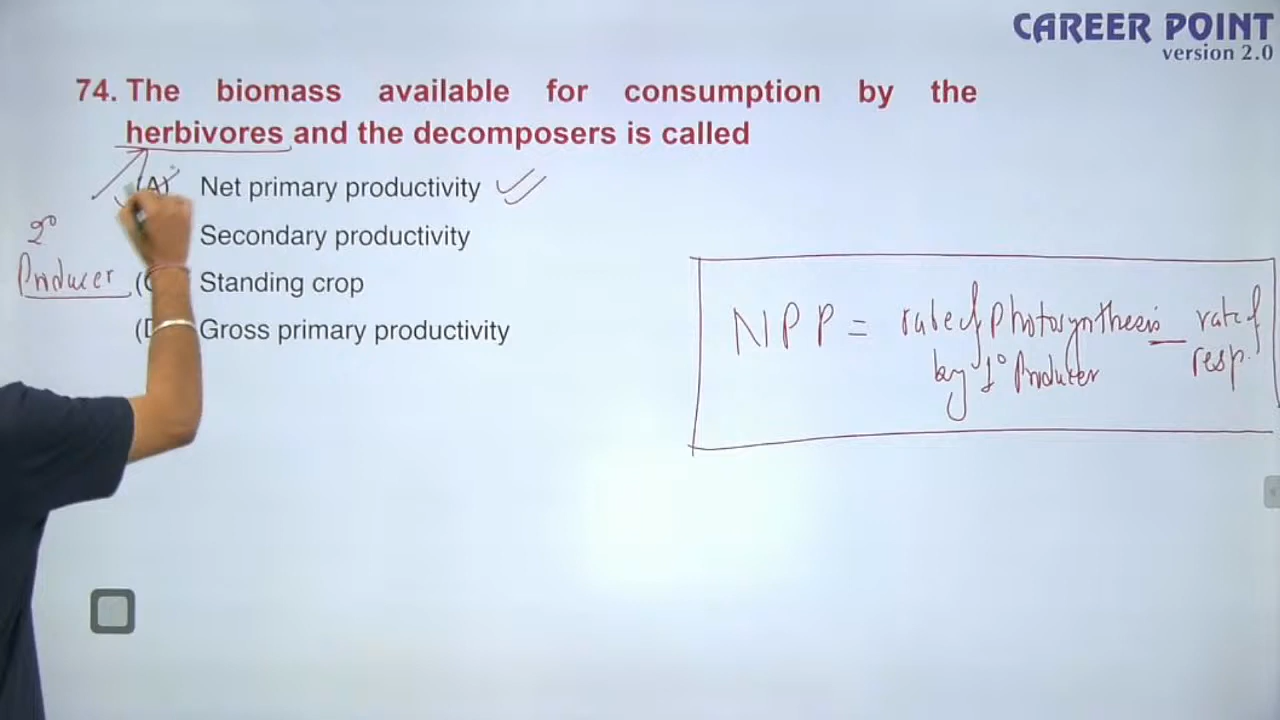 CAREER POINT
version 2.0
74. The biomass available for consumption by the
herbivores and the decomposers is called
(A) Net primary productivity
Secondary productivity
2°
Producer
(C Standing crop
(D Gross primary productivity
NPP = rate of Photosynthesis – rate of
by 1° Producer resp.